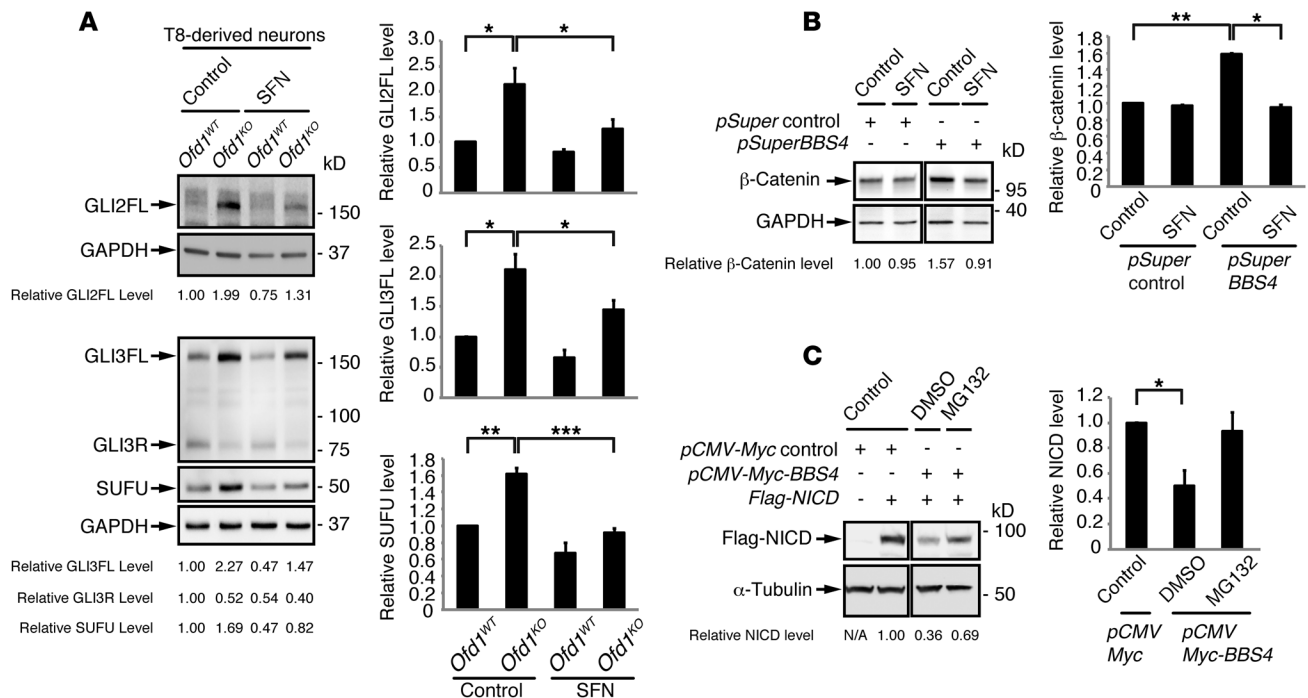 A
T8-derived neurons
Control SFN
Ofd1WT Ofd1KO Ofd1WT Ofd1KO
kD
GLI2FL
- 150
GAPDH
- 37
Relative GLI2FL Level 1.00 1.99 0.75 1.31
GLI3FL
- 150
- 100
GLI3R
- 75
SUFU
- 50
GAPDH
- 37
Relative GLI3FL Level 1.00 2.27 0.47 1.47
Relative GLI3R Level 1.00 0.52 0.54 0.40
Relative SUFU Level 1.00 1.69 0.47 0.82
Relative GLI2FL level
3.0
2.5
2.0
1.5
1.0
0.5
0
* *
Relative GLI3FL level
2.5
2.0
1.5
1.0
0.5
0
* *
Relative SUFU level
1.8
1.6
1.4
1.2
1.0
0.8
0.6
0.4
0.2
0
** ***
Ofd1WT Ofd1KO Ofd1WT Ofd1KO
Control SFN
B
Control SFN Control SFN
pSuper control + + - -
pSuperBBS4 - - + +
kD
β-Catenin
- 95
- 40
GAPDH
Relative β-Catenin level 1.00 0.95 1.57 0.91
Relative β-catenin level
1.8
1.6
1.4
1.2
1.0
0.8
0.6
0.4
0.2
0
** *
Control SFN Control SFN
pSuper pSuper
control BBS4
C
Control DMSO MG132
pCMV-Myc control + + - -
pCMV-Myc-BBS4 - - + +
Flag-NICD - + + +
kD
- 100
Flag-NICD
α-Tubulin
- 50
Relative NICD level N/A 1.00 0.36 0.69
Relative NICD level
1.2
1.0
0.8
0.6
0.4
0.2
0
*
Control DMSO MG132
pCMV pCMV
Myc Myc-BBS4